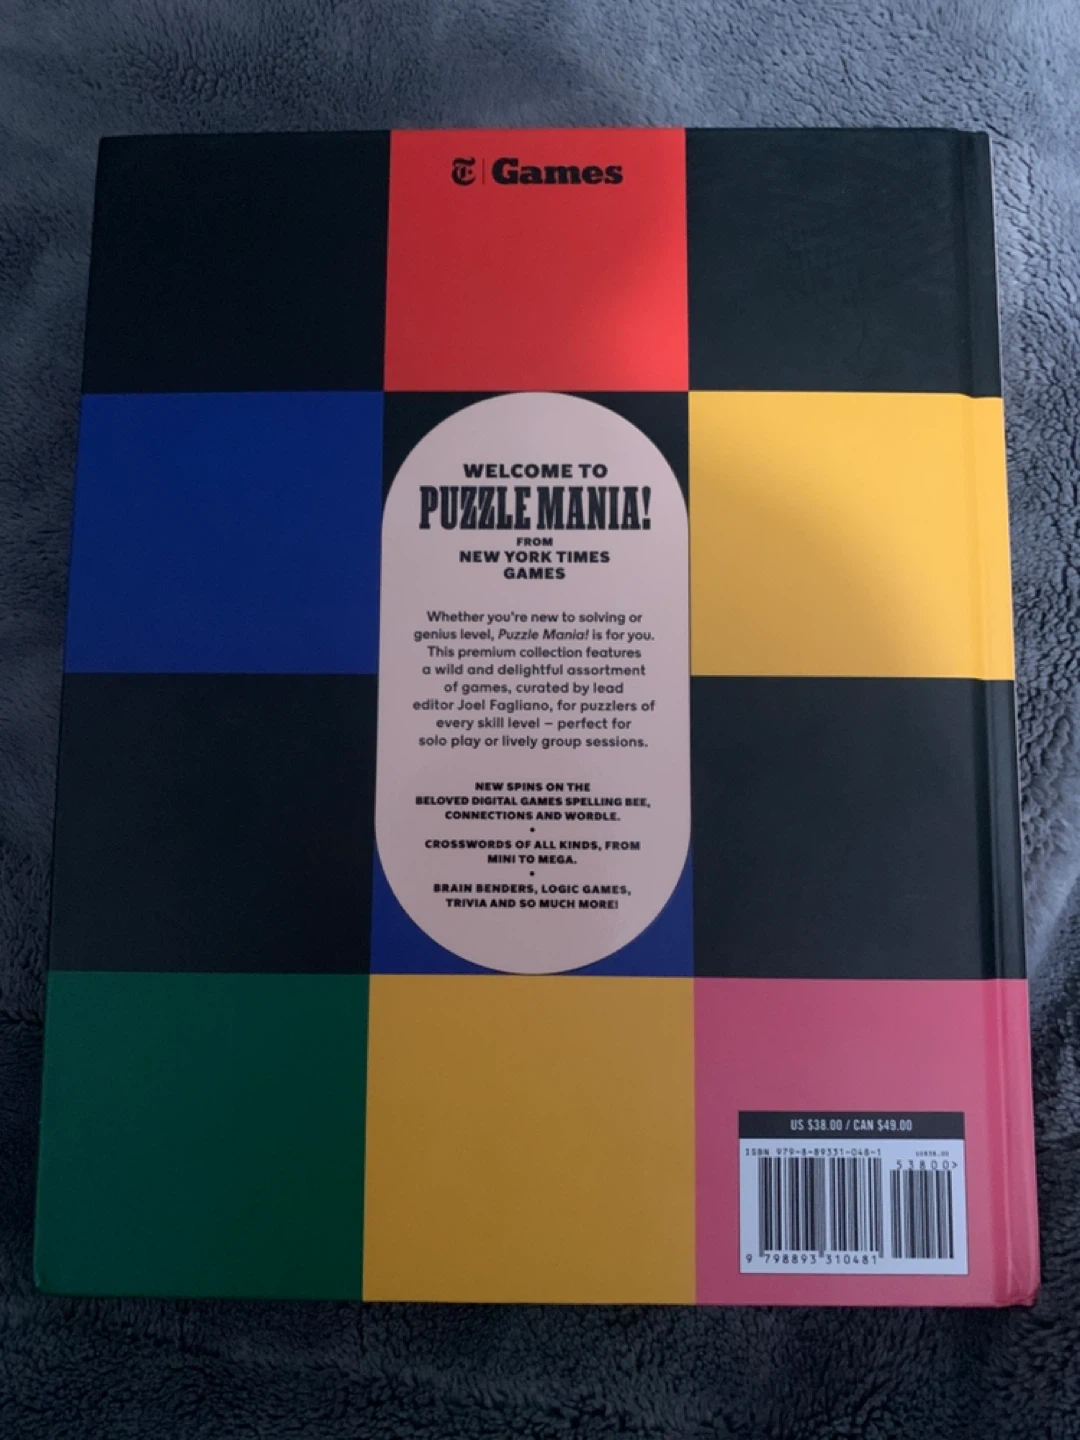 T | Games
WELCOME TO
PUZZLE MANIA!
FROM
NEW YORK TIMES
GAMES
Whether you're new to solving or
genius level, Puzzle Mania! is for you.
This premium collection features
a wild and delightful assortment
of games, curated by lead
editor Joel Fagliano, for puzzlers of
every skill level – perfect for
solo play or lively group sessions.
NEW SPINS ON THE
BELOVED DIGITAL GAMES SPELLING BEE,
CONNECTIONS AND WORDLE.
•
CROSSWORDS OF ALL KINDS, FROM
MINI TO MEGA.
•
BRAIN BENDERS, LOGIC GAMES,
TRIVIA AND SO MUCH MORE!
US $38.00 / CAN $49.00
ISBN 979-8-89331-048-1
53800>
9 798893 310481